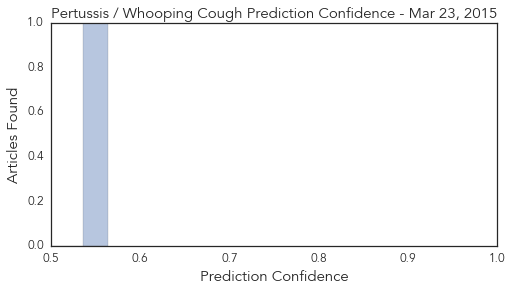 Pertussis / Whooping Cough Prediction Confidence - Mar 23, 2015
1.0
0.8
0.6
0.4
0.2
0.0
Articles Found
0.5 0.6 0.7 0.8 0.9 1.0
Prediction Confidence